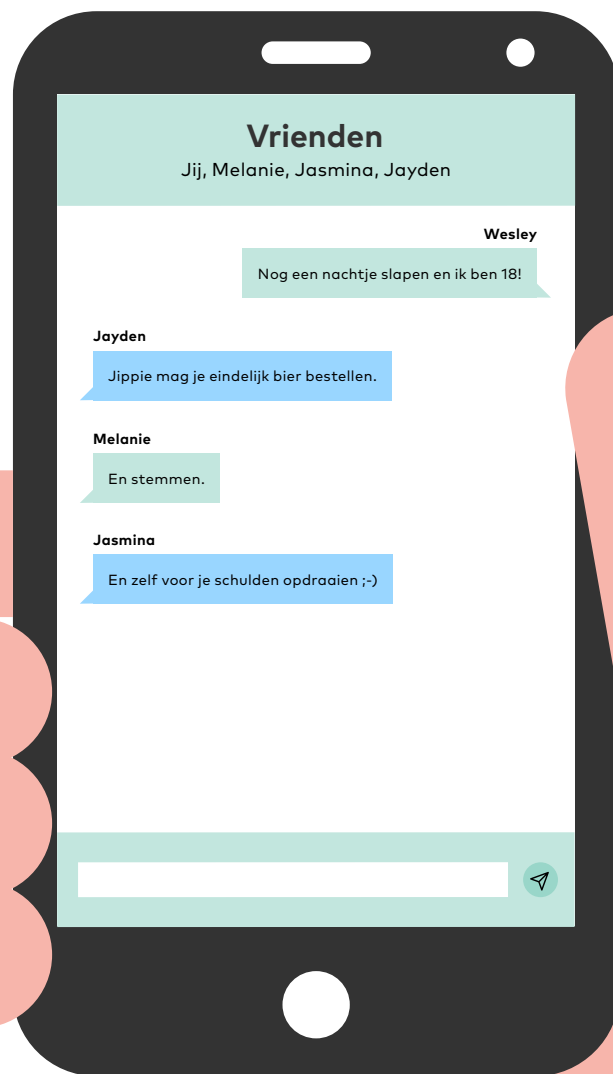 Vrienden
Jij, Melanie, Jasmina, Jayden
Wesley
Nog een nachtje slapen en ik ben 18!
Jayden
Jippie mag je eindelijk bier bestellen.
Melanie
En stemmen.
Jasmina
En zelf voor je schulden opdraaien ;-)